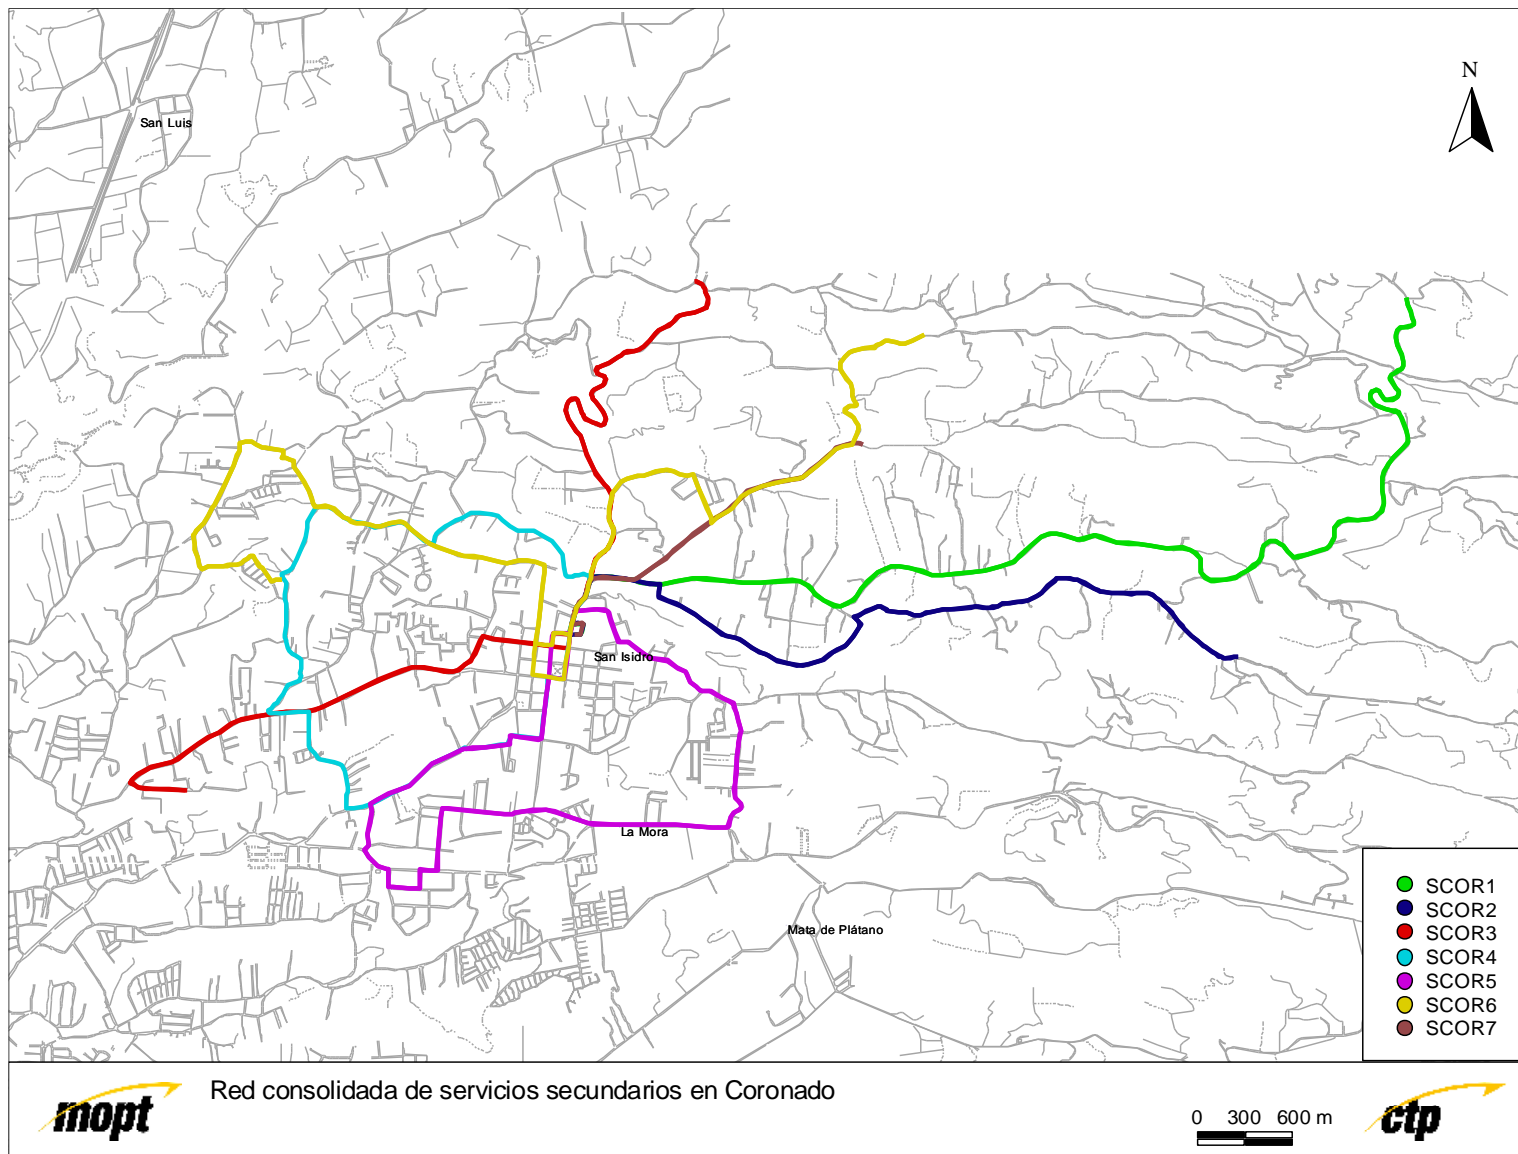 N
San Luis
San Isidro
La Mora
Mata de Plátano
SCOR1
SCOR2
SCOR3
SCOR4
SCOR5
SCOR6
SCOR7
mopt
Red consolidada de servicios secundarios en Coronado
0 300 600 m
ctp